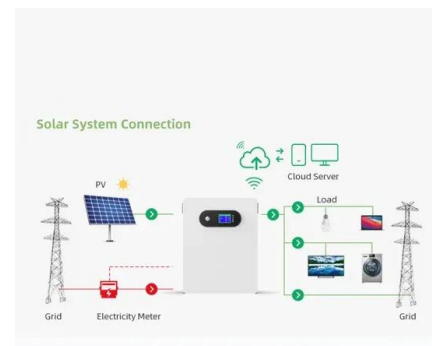 Solar System Connection
Cloud Server
PV
Load
Grid
Electricity Meter
Grid